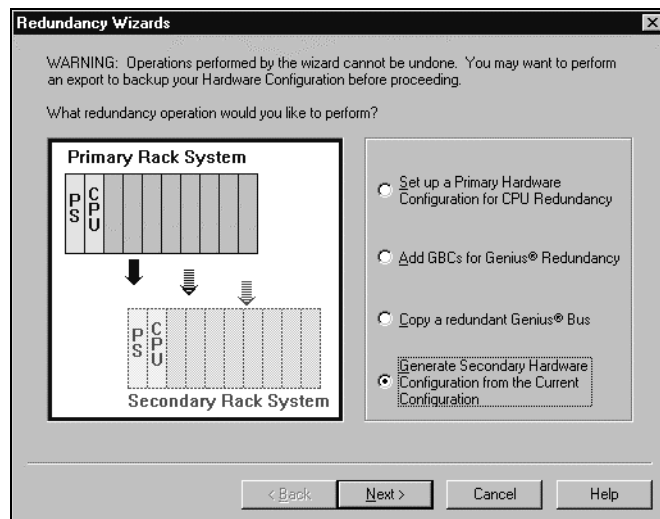 Redundancy Wizards
WARNING: Operations performed by the wizard cannot be undone. You may want to perform
an export to backup your Hardware Configuration before proceeding.
What redundancy operation would you like to perform?
Primary Rack System
PS
CPU
PS
CPU
Secondary Rack System
Set up a Primary Hardware
Configuration for CPU Redundancy
Add GBCs for Genius® Redundancy
Copy a redundant Genius® Bus
Generate Secondary Hardware
Configuration from the Current
Configuration
< Back
Next >
Cancel
Help